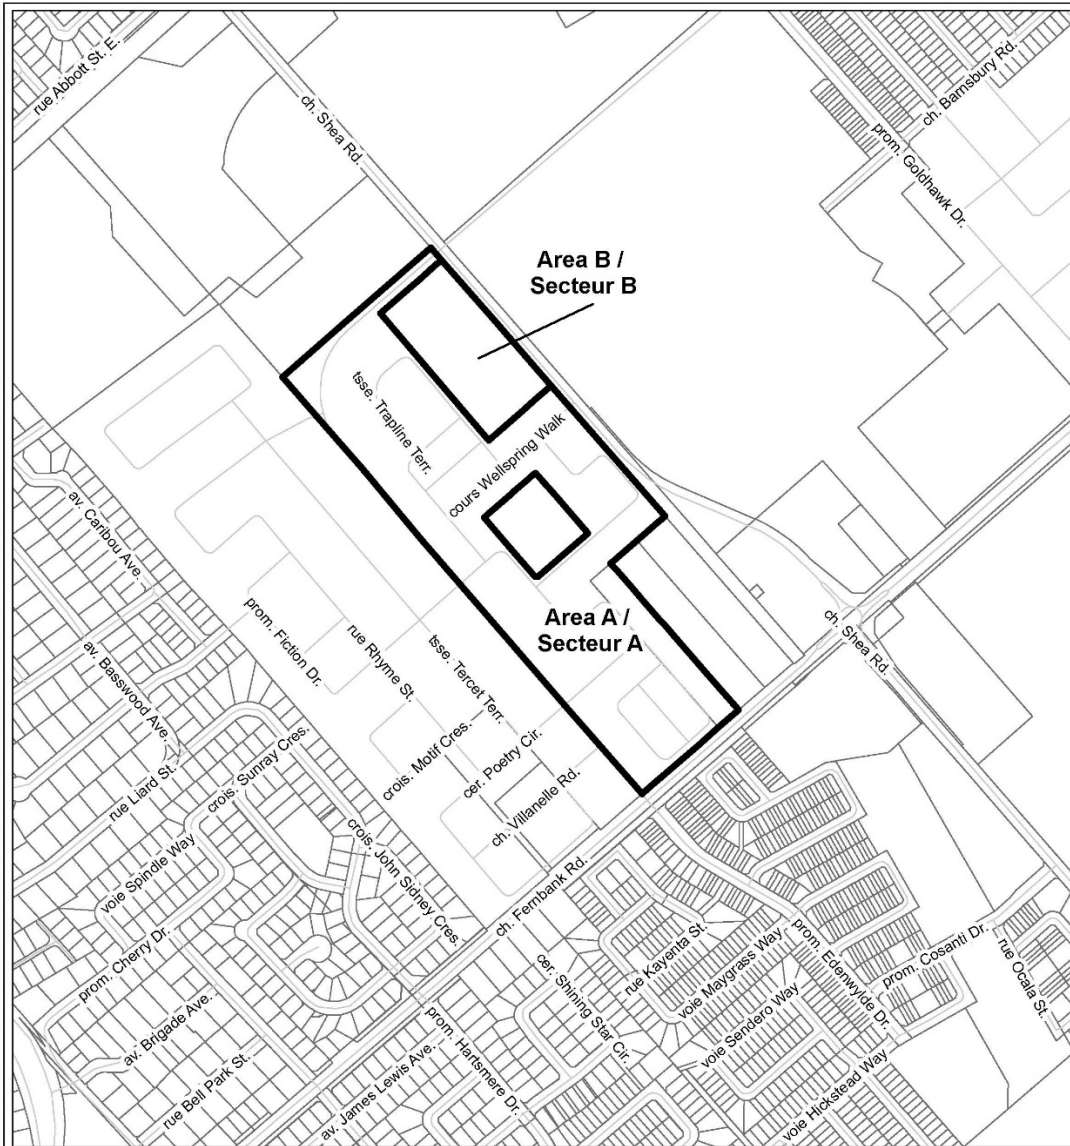 rue Abbott St. E.
ch. Shea Rd.
ch. Barnsbury Rd.
prom. Goldhawk Dr.
Area B /
Secteur B
tsse. Trapline Terr.
cours Wellspring Walk
av. Caribou Ave.
prom. Fiction Dr.
rue Rhyme St.
tsse. Tercet Terr.
Area A /
Secteur A
ch. Shea Rd.
av. Basswood Ave.
rue Liard St.
crois. Sunray Cres.
crois. Motif Cres.
cer. Poetry Cir.
ch. Villanelle Rd.
voie Spindle Way
crois. John Sidney Cres.
ch. Fernbank Rd.
prom. Cherry Dr.
av. Brigade Ave.
rue Bell Park St.
av. James Lewis Ave.
prom. Hartsmere Dr.
cer. Shining Star Cir.
rue Kayenta St.
voie Maygrass Way
voie Sendero Way
prom. Edenwylde Dr.
prom. Cosanti Dr.
rue Ocala St.
voie Hickstead Way